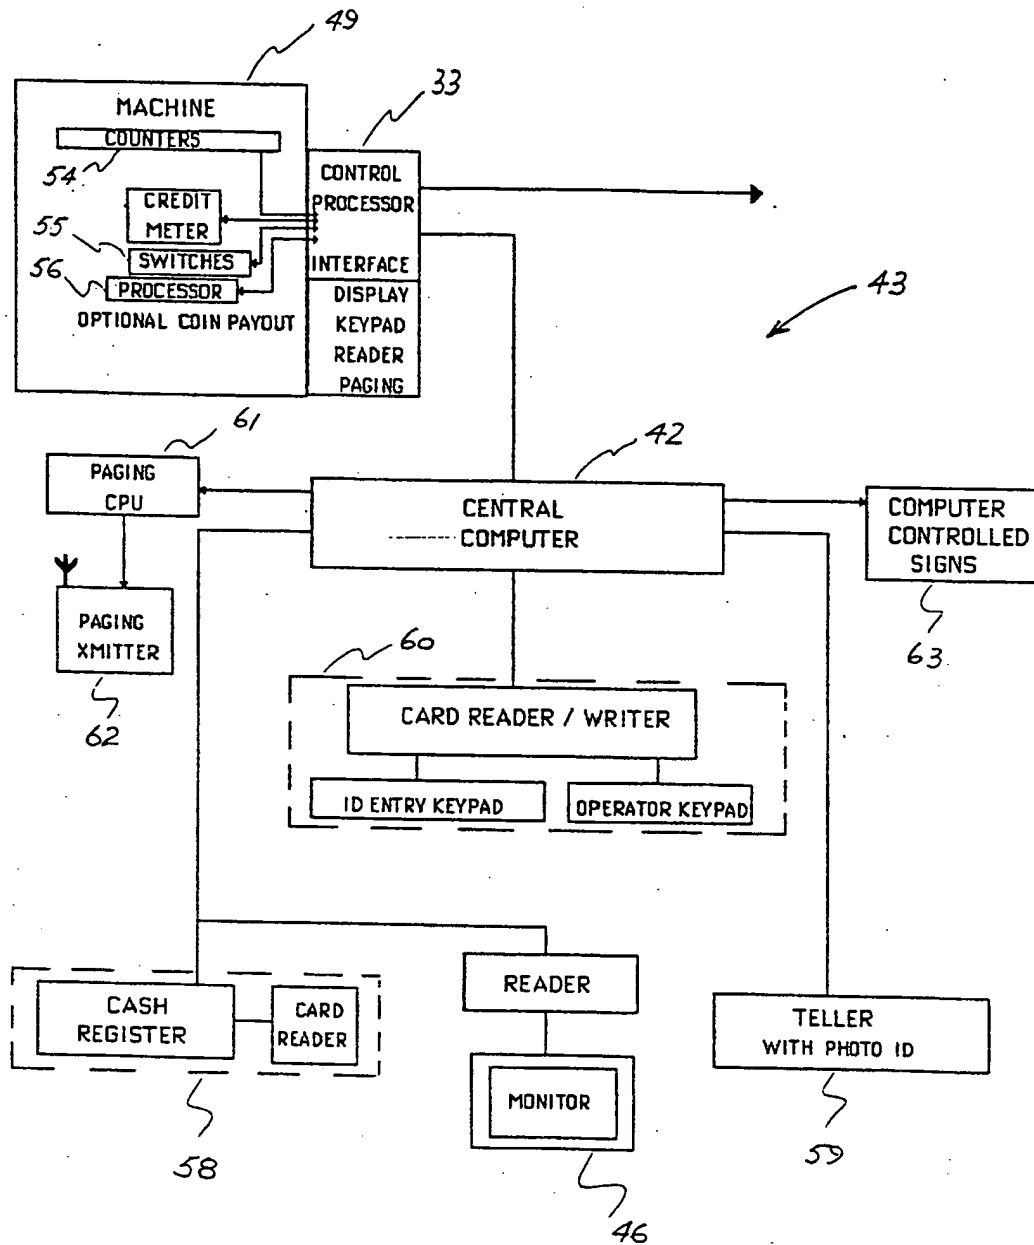 49
33
MACHINE
COUNTERS
54
CREDIT
METER
55
SWITCHES
56
PROCESSOR
OPTIONAL COIN PAYOUT
CONTROL
PROCESSOR
INTERFACE
DISPLAY
KEYPAD
READER
PAGING
43
61
PAGING
CPU
42
CENTRAL
COMPUTER
COMPUTER
CONTROLLED
SIGNS
63
PAGING
XMITTER
62
60
CARD READER / WRITER
ID ENTRY KEYPAD
OPERATOR KEYPAD
CASH
REGISTER
CARD
READER
58
READER
MONITOR
46
TELLER
WITH PHOTO ID
59